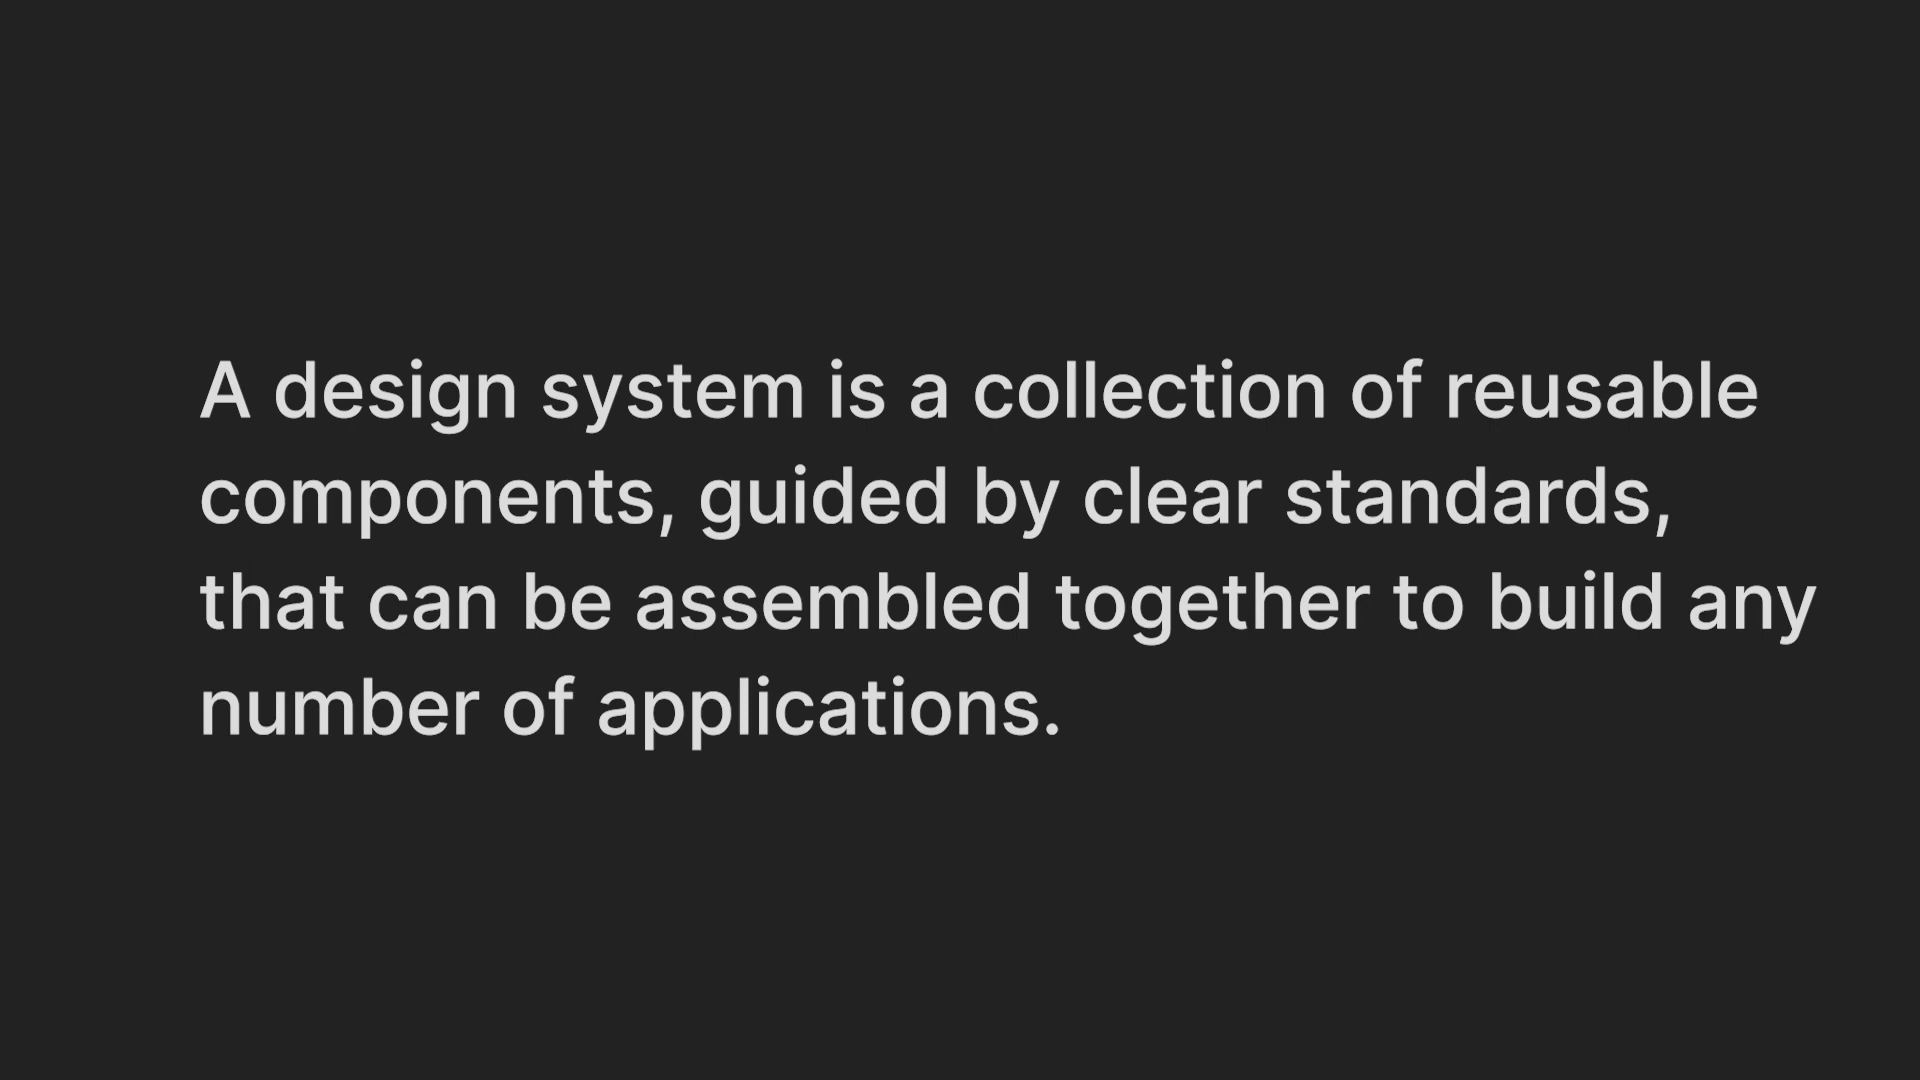 A design system is a collection of reusable
components, guided by clear standards,
that can be assembled together to build any
number of applications.